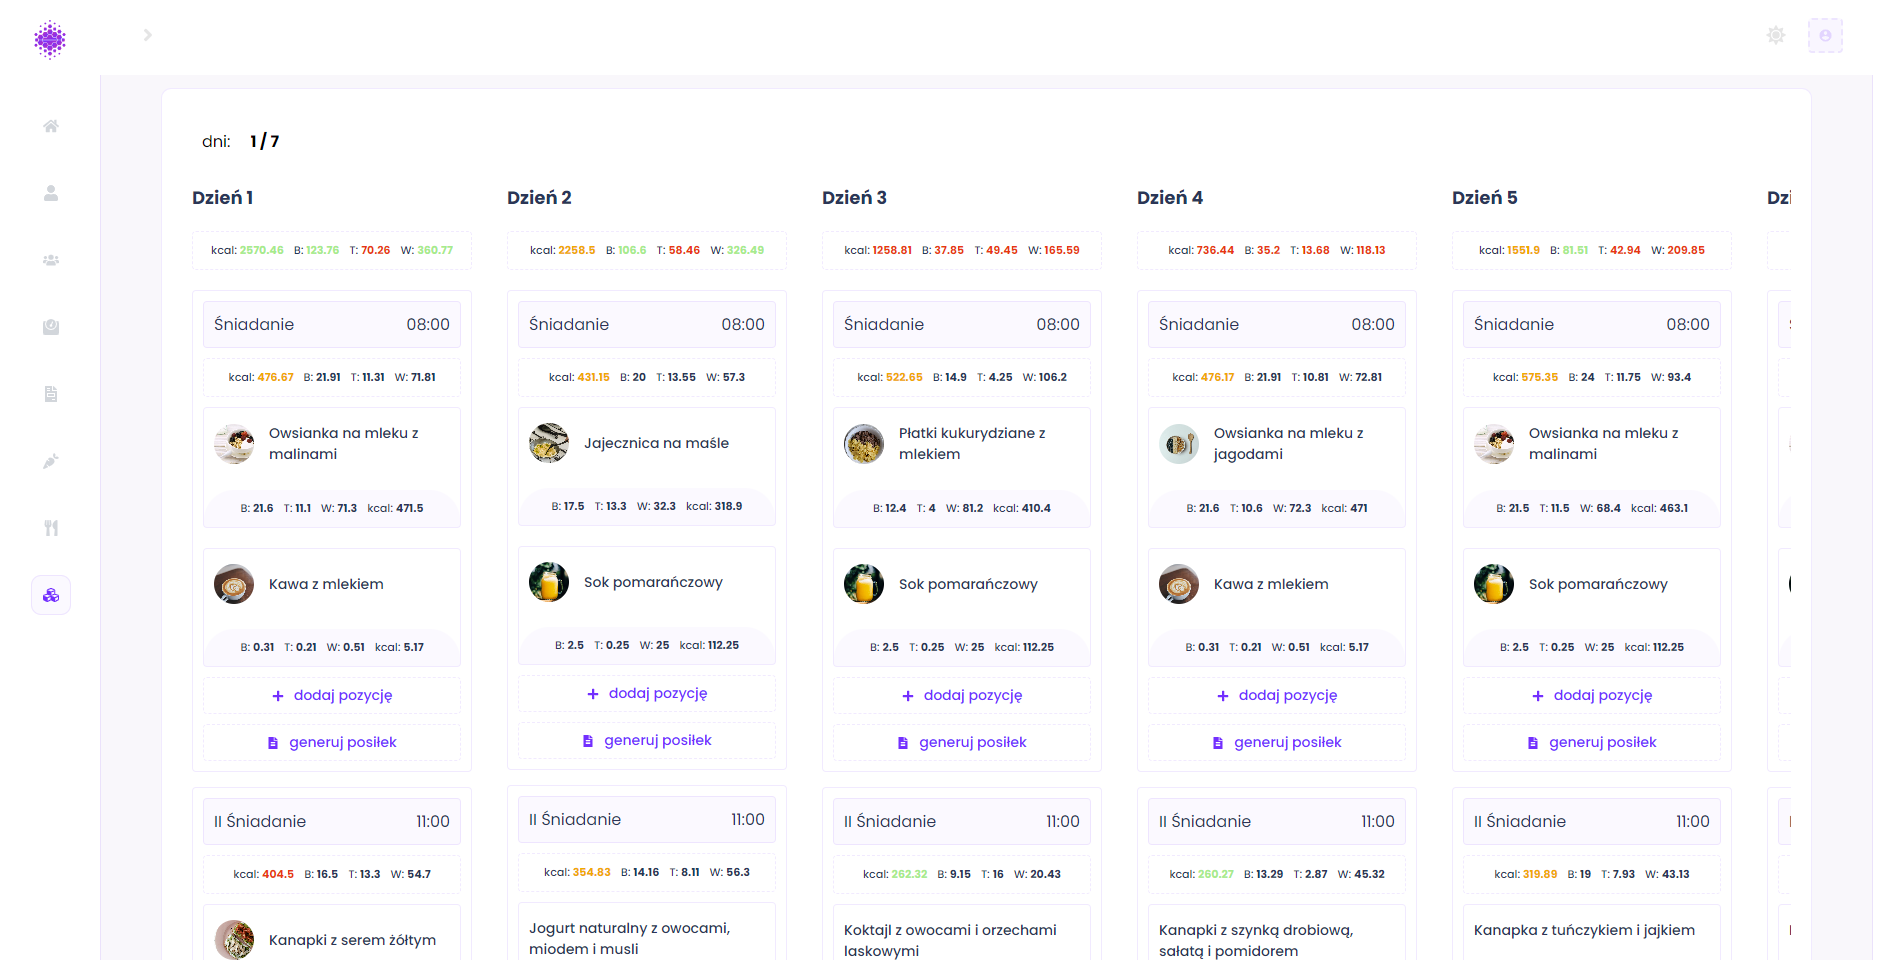 dni: 1 / 7
Dzień 1
kcal: 2570.46 B: 123.76 T: 70.26 W: 360.77
Śniadanie 08:00
kcal: 476.67 B: 21.91 T: 11.31 W: 71.81
Owsianka na mleku z
malinami
B: 21.6 T: 11.1 W: 71.3 kcal: 471.5
Kawa z mlekiem
B: 0.31 T: 0.21 W: 0.51 kcal: 5.17
+ dodaj pozycję
generuj posiłek
II Śniadanie 11:00
kcal: 404.5 B: 16.5 T: 13.3 W: 54.7
Kanapki z serem żółtym
Dzień 2
kcal: 2258.5 B: 106.6 T: 58.46 W: 326.49
Śniadanie 08:00
kcal: 431.15 B: 20 T: 13.55 W: 57.3
Jajecznica na maśle
B: 17.5 T: 13.3 W: 32.3 kcal: 318.9
Sok pomarańczowy
B: 2.5 T: 0.25 W: 25 kcal: 112.25
+ dodaj pozycję
generuj posiłek
II Śniadanie 11:00
kcal: 354.83 B: 14.16 T: 8.11 W: 56.3
Jogurt naturalny z owocami,
miodem i musli
Dzień 3
kcal: 1258.81 B: 37.85 T: 49.45 W: 165.59
Śniadanie 08:00
kcal: 522.65 B: 14.9 T: 4.25 W: 106.2
Płatki kukurydziane z
mlekiem
B: 12.4 T: 4 W: 81.2 kcal: 410.4
Sok pomarańczowy
B: 2.5 T: 0.25 W: 25 kcal: 112.25
+ dodaj pozycję
generuj posiłek
II Śniadanie 11:00
kcal: 262.32 B: 9.15 T: 16 W: 20.43
Koktajl z owocami i orzechami
laskowymi
Dzień 4
kcal: 736.44 B: 35.2 T: 13.68 W: 118.13
Śniadanie 08:00
kcal: 476.17 B: 21.91 T: 10.81 W: 72.81
Owsianka na mleku z
jagodami
B: 21.6 T: 10.6 W: 72.3 kcal: 471
Kawa z mlekiem
B: 0.31 T: 0.21 W: 0.51 kcal: 5.17
+ dodaj pozycję
generuj posiłek
II Śniadanie 11:00
kcal: 260.27 B: 13.29 T: 2.87 W: 45.32
Kanapki z szynką drobiową,
sałatą i pomidorem
Dzień 5
kcal: 1551.9 B: 81.51 T: 42.94 W: 209.85
Śniadanie 08:00
kcal: 575.35 B: 24 T: 11.75 W: 93.4
Owsianka na mleku z
malinami
B: 21.5 T: 11.5 W: 68.4 kcal: 463.1
Sok pomarańczowy
B: 2.5 T: 0.25 W: 25 kcal: 112.25
+ dodaj pozycję
generuj posiłek
II Śniadanie 11:00
kcal: 319.89 B: 19 T: 7.93 W: 43.13
Kanapka z tuńczykiem i jajkiem